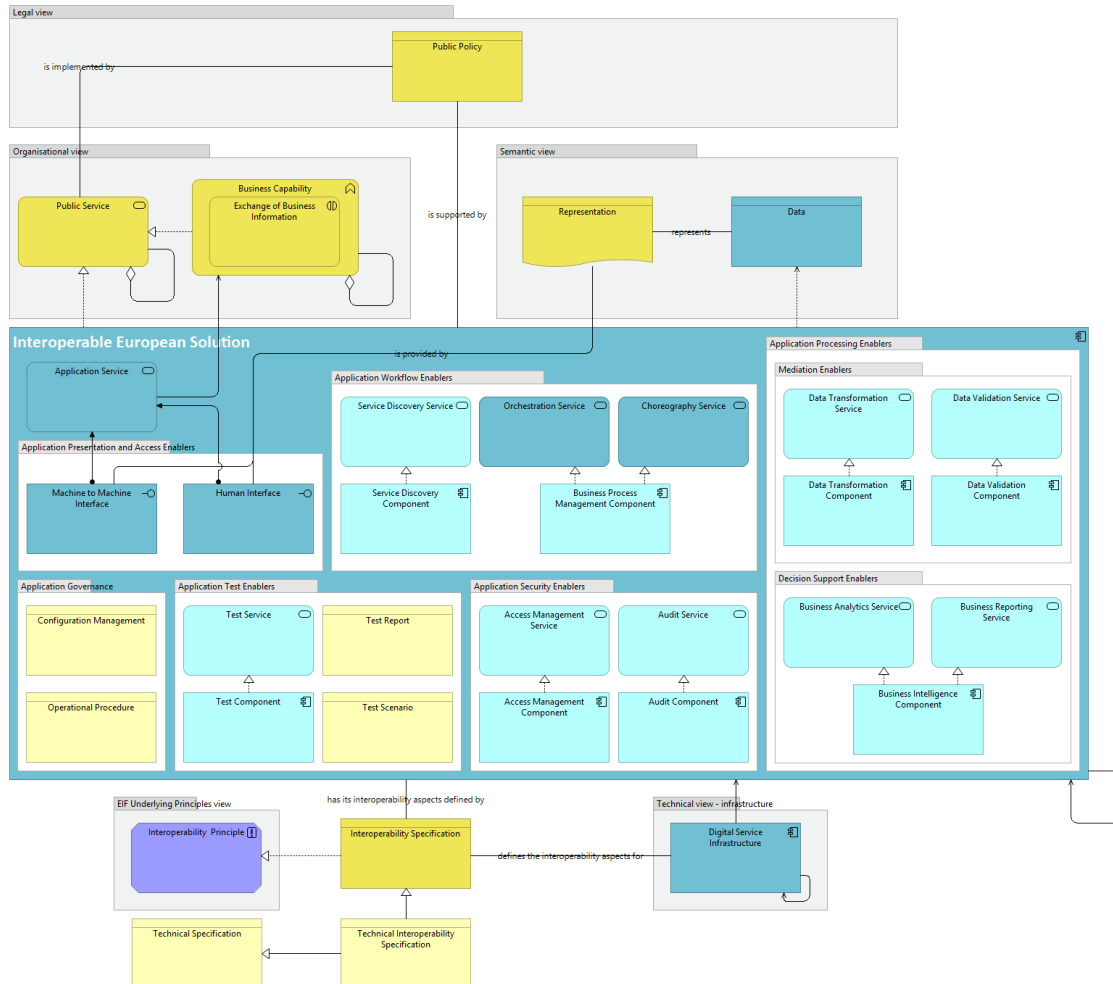 Legal view
Public Policy
is implemented by
Organisational view
Public Service
Business Capability
Exchange of Business
Information
is supported by
Semantic view
Representation
represents
Data
Interoperable European Solution
is provided by
Application Service
Application Presentation and Access Enablers
Machine to Machine
Interface
Human Interface
Application Workflow Enablers
Service Discovery Service
Orchestration Service
Choreography Service
Service Discovery
Component
Business Process
Management Component
Application Processing Enablers
Mediation Enablers
Data Transformation
Service
Data Validation Service
Data Transformation
Component
Data Validation
Component
Decision Support Enablers
Business Analytics Service
Business Reporting
Service
Business Intelligence
Component
Application Governance
Configuration Management
Operational Procedure
Application Test Enablers
Test Service
Test Report
Test Component
Test Scenario
Application Security Enablers
Access Management
Service
Audit Service
Access Management
Component
Audit Component
has its interoperability aspects defined by
EIF Underlying Principles view
Interoperability Principle
Interoperability Specification
defines the interoperability aspects for
Technical view - infrastructure
Digital Service
Infrastructure
Technical Specification
Technical Interoperability
Specification